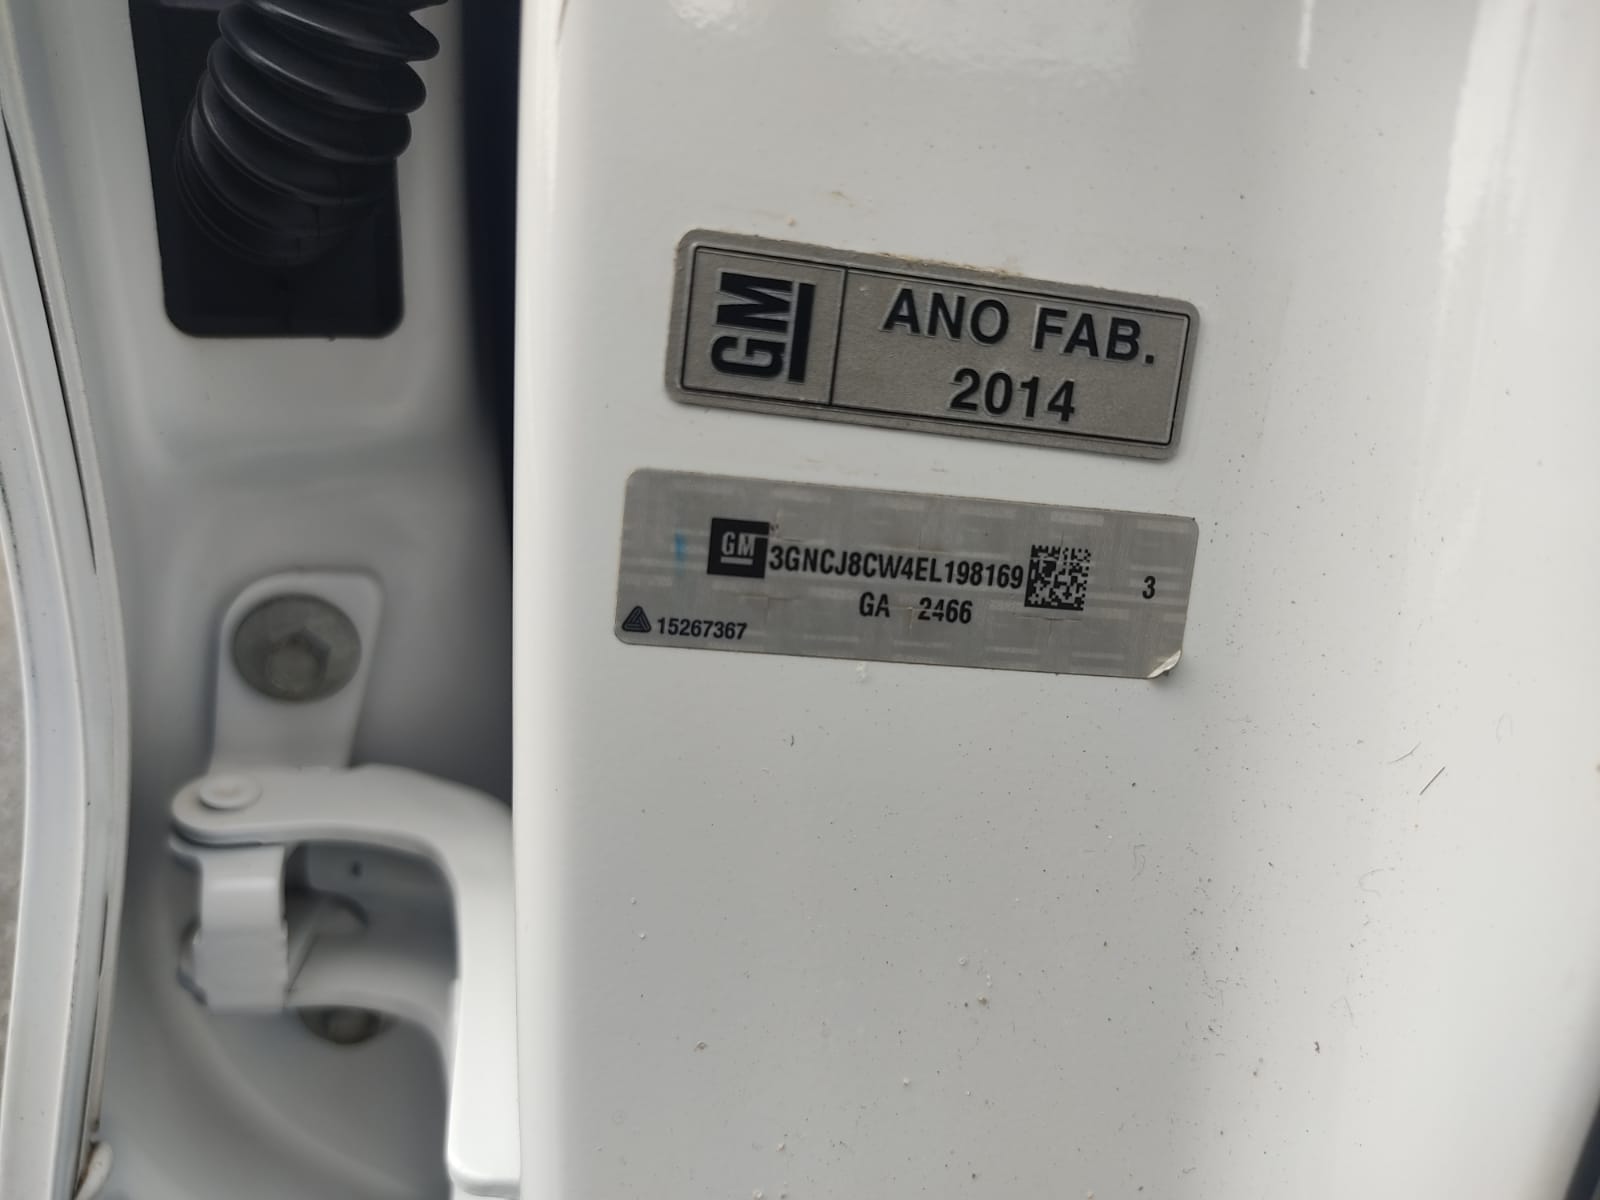 GM
ANO FAB.
2014
GM 3GNCJ8CW4EL198169 3
GA 2466
15267367